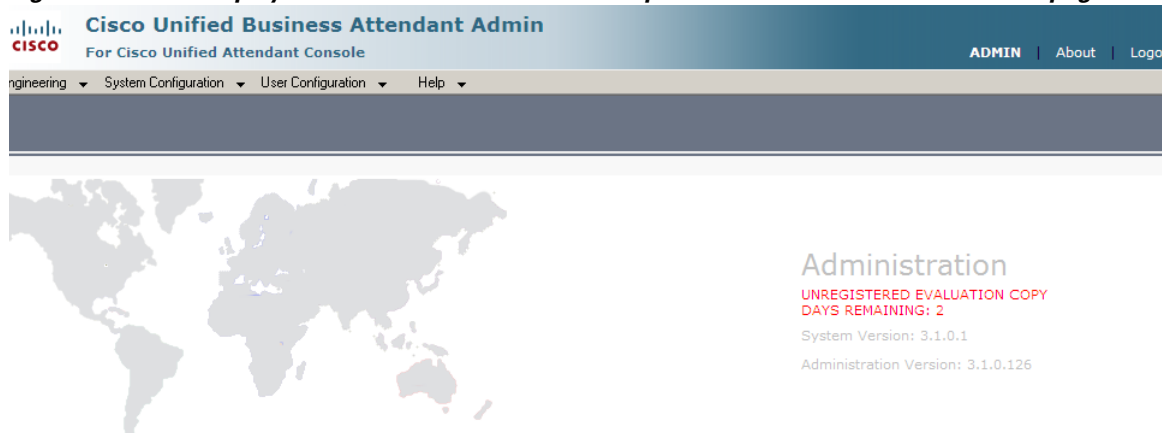 Cisco Unified Business Attendant Admin
CISCO
For Cisco Unified Attendant Console
ADMIN | About | Logo
ngineering System Configuration User Configuration Help
Administration
UNREGISTERED EVALUATION COPY
DAYS REMAINING: 2
System Version: 3.1.0.1
Administration Version: 3.1.0.126